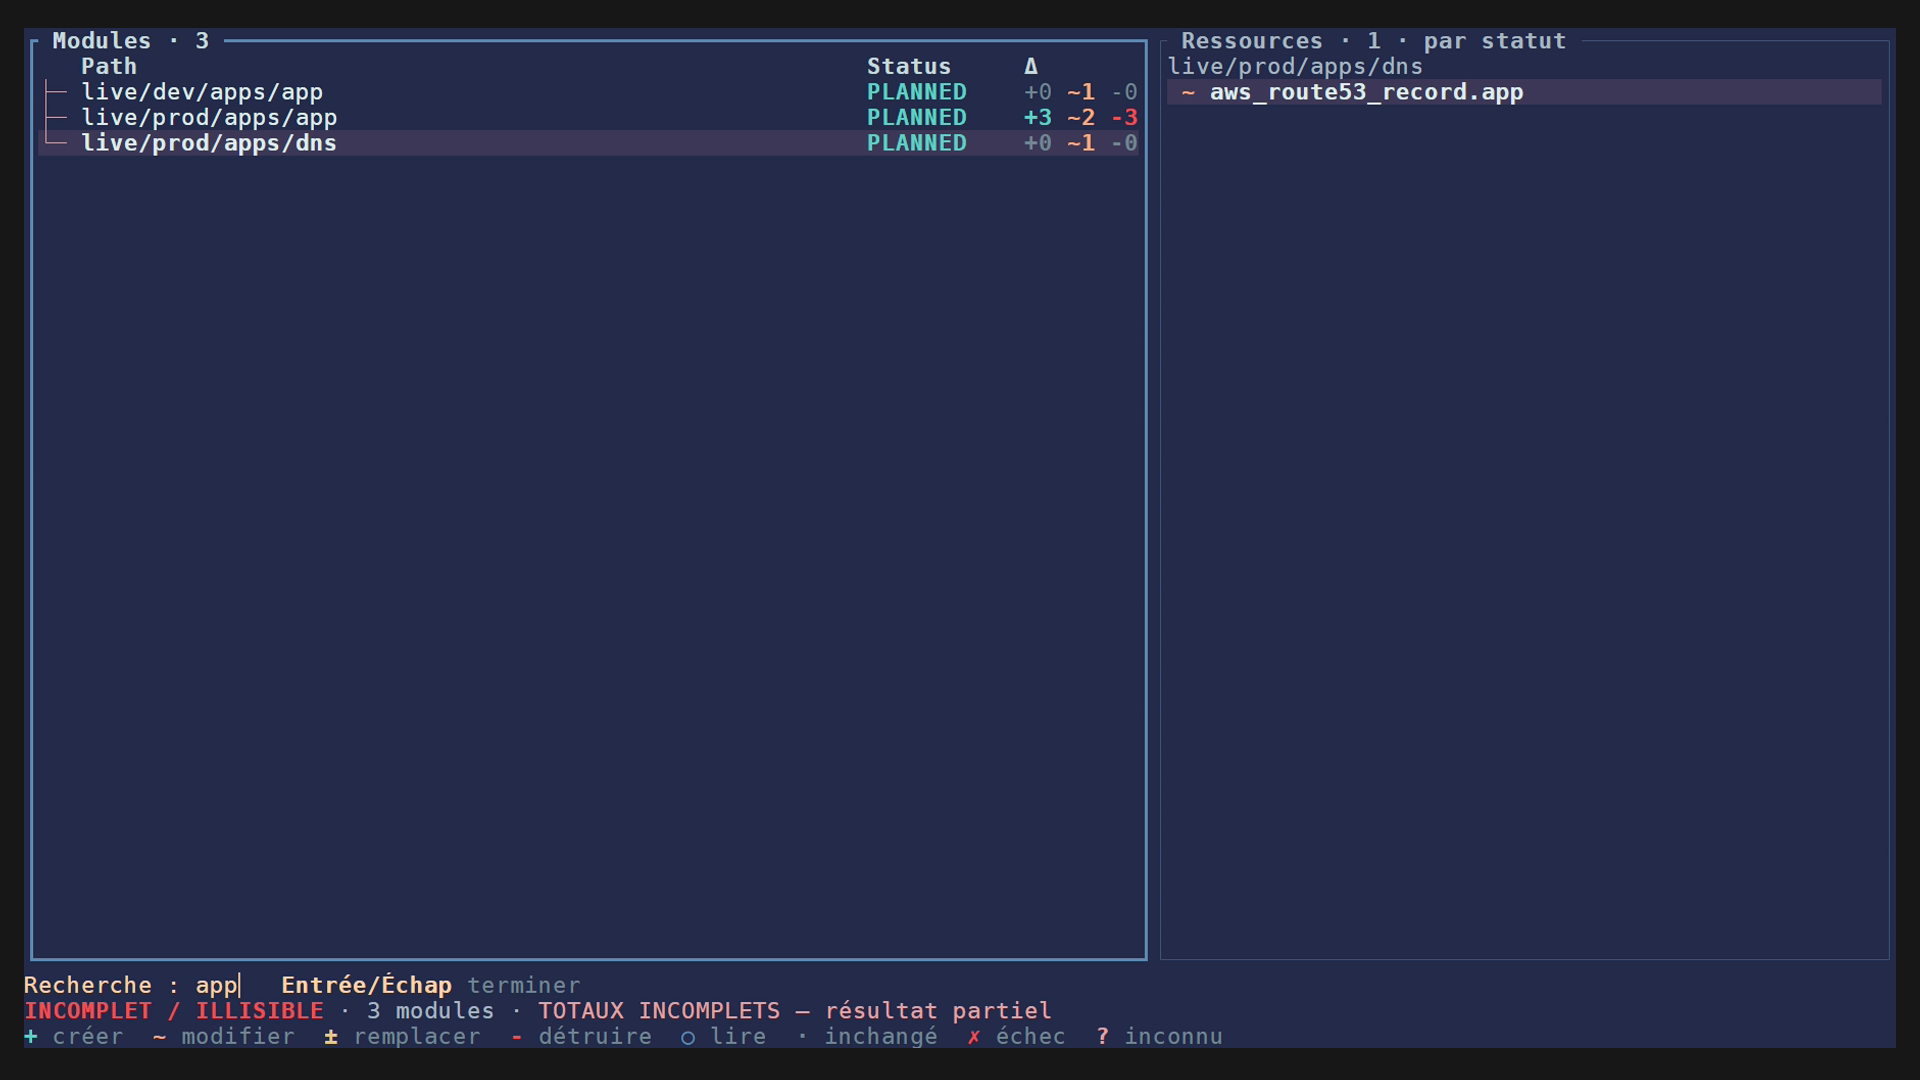 Modules · 3
Path Status Δ
live/dev/apps/app PLANNED +0 ~1 -0
live/prod/apps/app PLANNED +3 ~2 -3
live/prod/apps/dns PLANNED +0 ~1 -0
Ressources · 1 · par statut
live/prod/apps/dns
~ aws_route53_record.app
Recherche : app Entrée/Échap terminer
INCOMPLET / ILLISIBLE · 3 modules · TOTAUX INCOMPLETS — résultat partiel
+ créer ~ modifier ± remplacer - détruire ○ lire · inchangé ✗ échec ? inconnu